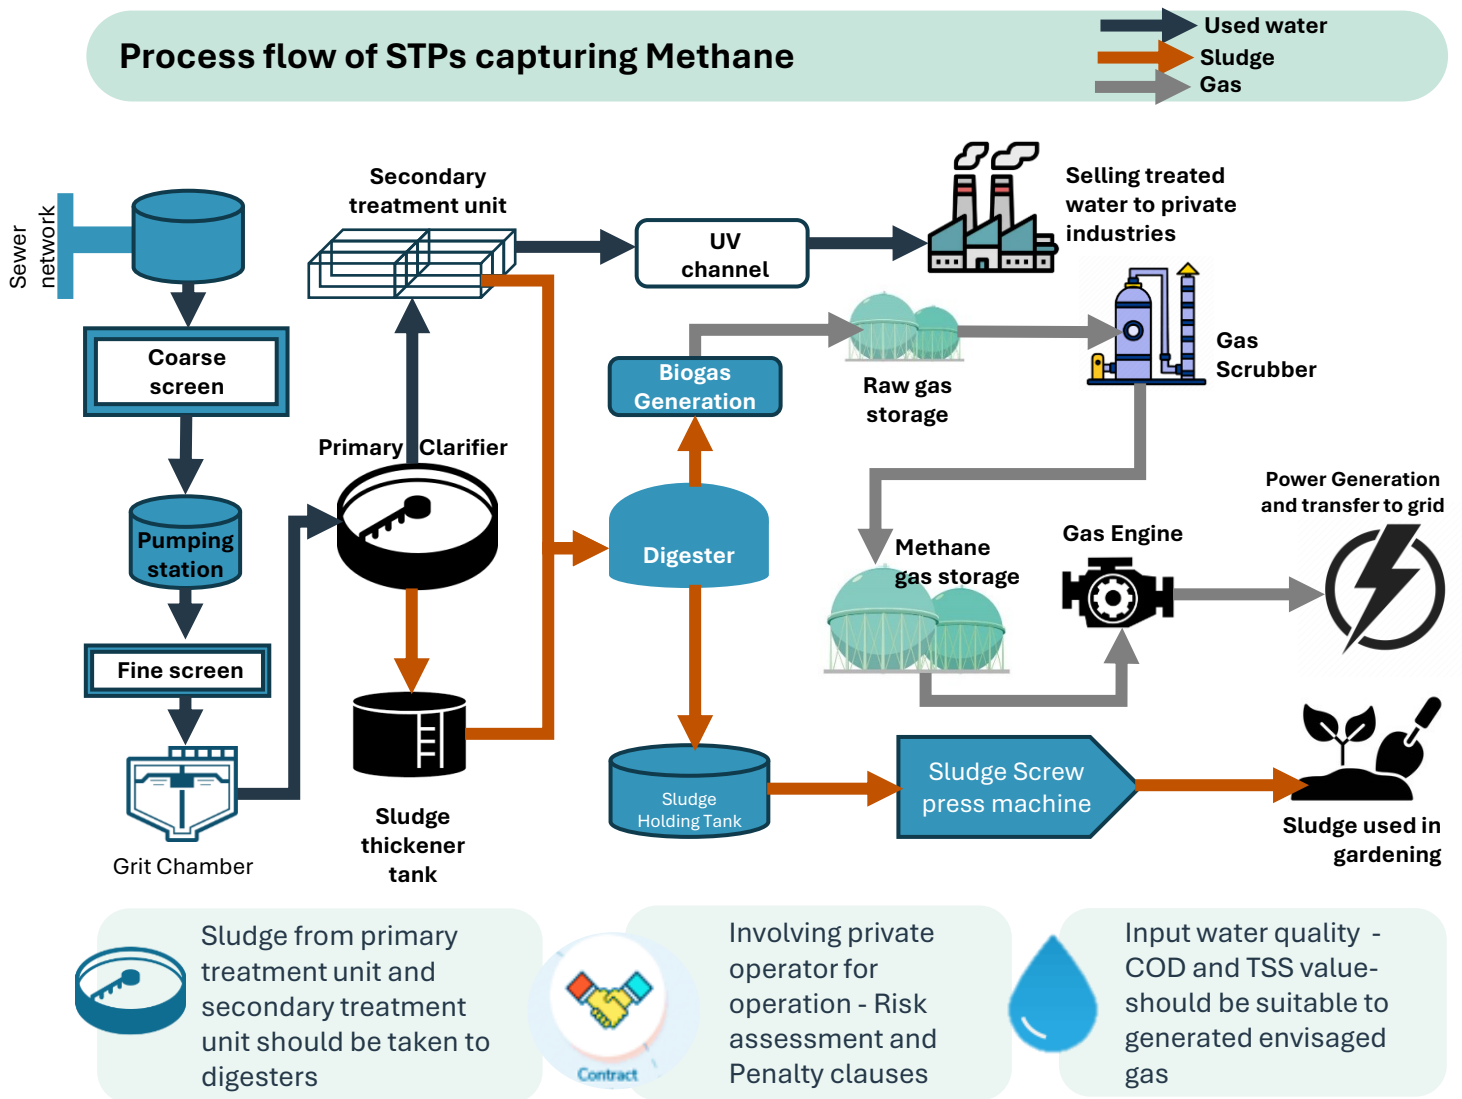 Process flow of STPs capturing Methane
Used water
Sludge
Gas
Sewer
network
Coarse
screen
Pumping
station
Fine screen
Grit Chamber
Primary Clarifier
Sludge
thickener
tank
Secondary
treatment unit
UV
channel
Selling treated
water to private
industries
Biogas
Generation
Raw gas
storage
Gas
Scrubber
Digester
Methane
gas storage
Gas Engine
Power Generation
and transfer to grid
Sludge
Holding Tank
Sludge Screw
press machine
Sludge used in
gardening
Sludge from primary
treatment unit and
secondary treatment
unit should be taken to
digesters
Contract
Involving private
operator for
operation - Risk
assessment and
Penalty clauses
Input water quality -
COD and TSS value-
should be suitable to
generated envisaged
gas